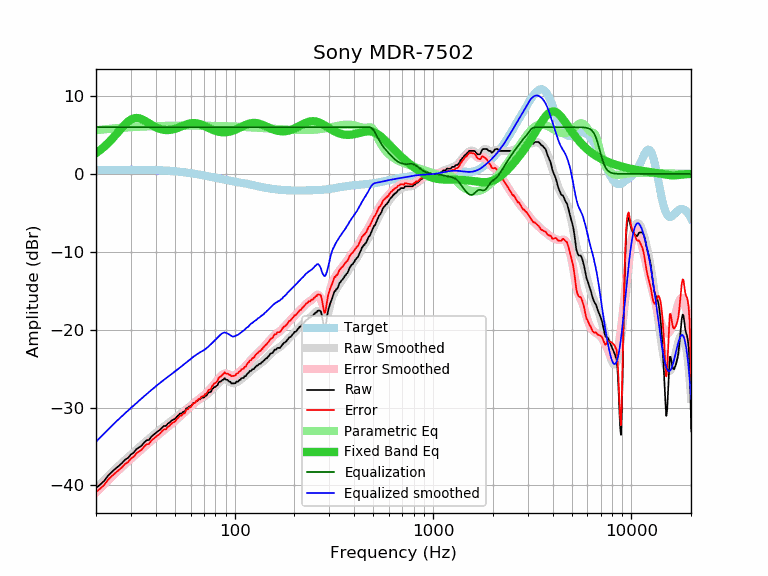 Sony MDR-7502
10
0
−10
−20
−30
−40
Amplitude (dBr)
Target
Raw Smoothed
Error Smoothed
Raw
Error
Parametric Eq
Fixed Band Eq
Equalization
Equalized smoothed
100
1000
10000
Frequency (Hz)